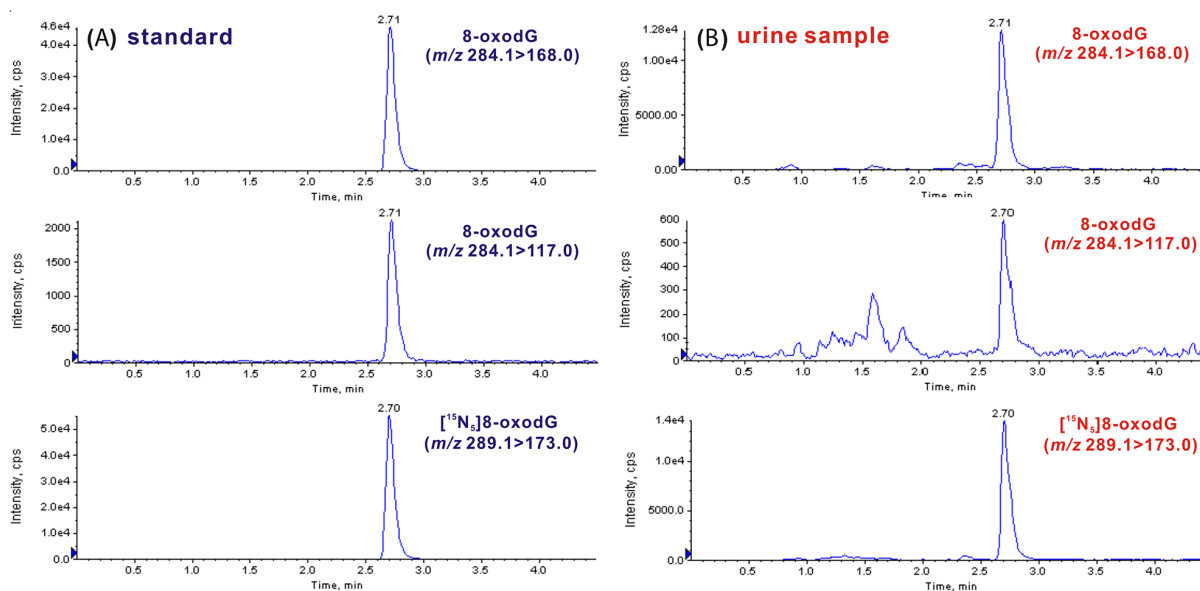 (A) standard
4.6e4
4.0e4
3.0e4
2.0e4
1.0e4
0.0
Intensity, cps
2.71
8-oxodG
(m/z 284.1>168.0)
0.5 1.0 1.5 2.0 2.5 3.0 3.5 4.0
Time, min
2000
1500
1000
500
0
Intensity, cps
2.71
8-oxodG
(m/z 284.1>117.0)
0.5 1.0 1.5 2.0 2.5 3.0 3.5 4.0
Time, min
5.0e4
4.0e4
3.0e4
2.0e4
1.0e4
0.0
Intensity, cps
2.70
[¹⁵N₅]8-oxodG
(m/z 289.1>173.0)
0.5 1.0 1.5 2.0 2.5 3.0 3.5 4.0
Time, min
(B) urine sample
1.28e4
1.00e4
5000.00
0.00
Intensity, cps
2.71
8-oxodG
(m/z 284.1>168.0)
0.5 1.0 1.5 2.0 2.5 3.0 3.5 4.0
Time, min
600
500
400
300
200
100
0
Intensity, cps
2.70
8-oxodG
(m/z 284.1>117.0)
0.5 1.0 1.5 2.0 2.5 3.0 3.5 4.0
Time, min
1.4e4
1.0e4
5000.0
0.0
Intensity, cps
2.70
[¹⁵N₅]8-oxodG
(m/z 289.1>173.0)
0.5 1.0 1.5 2.0 2.5 3.0 3.5 4.0
Time, min